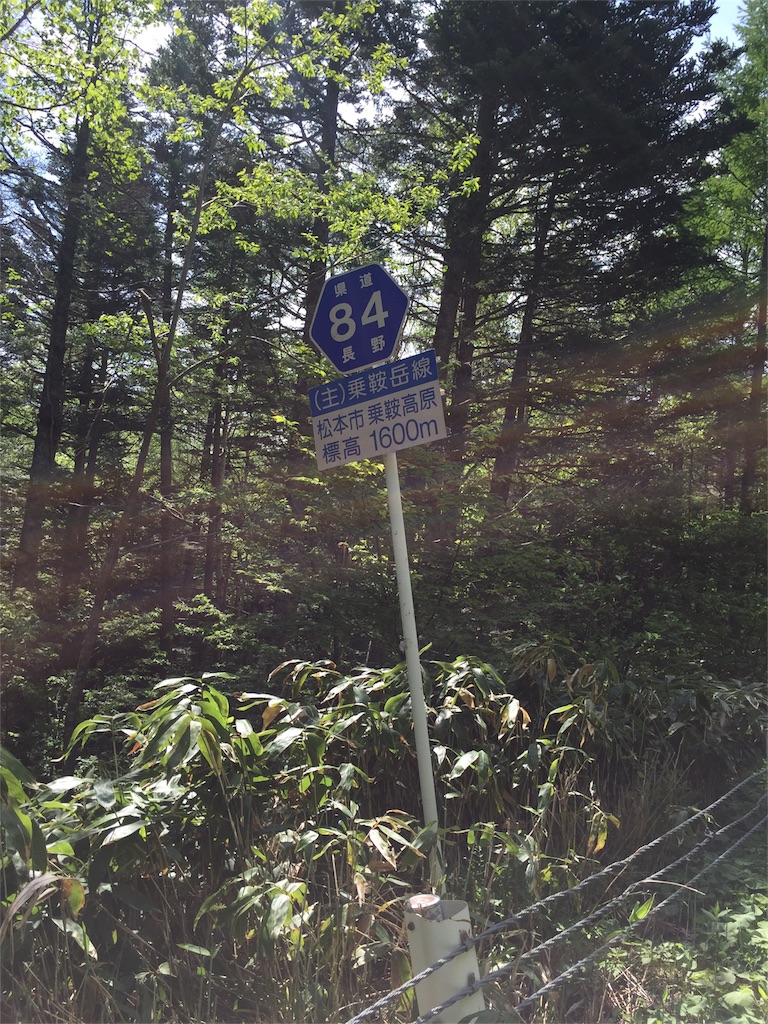 県道
84
長野
(主)乗鞍岳線
松本市 乗鞍高原
標高 1600m